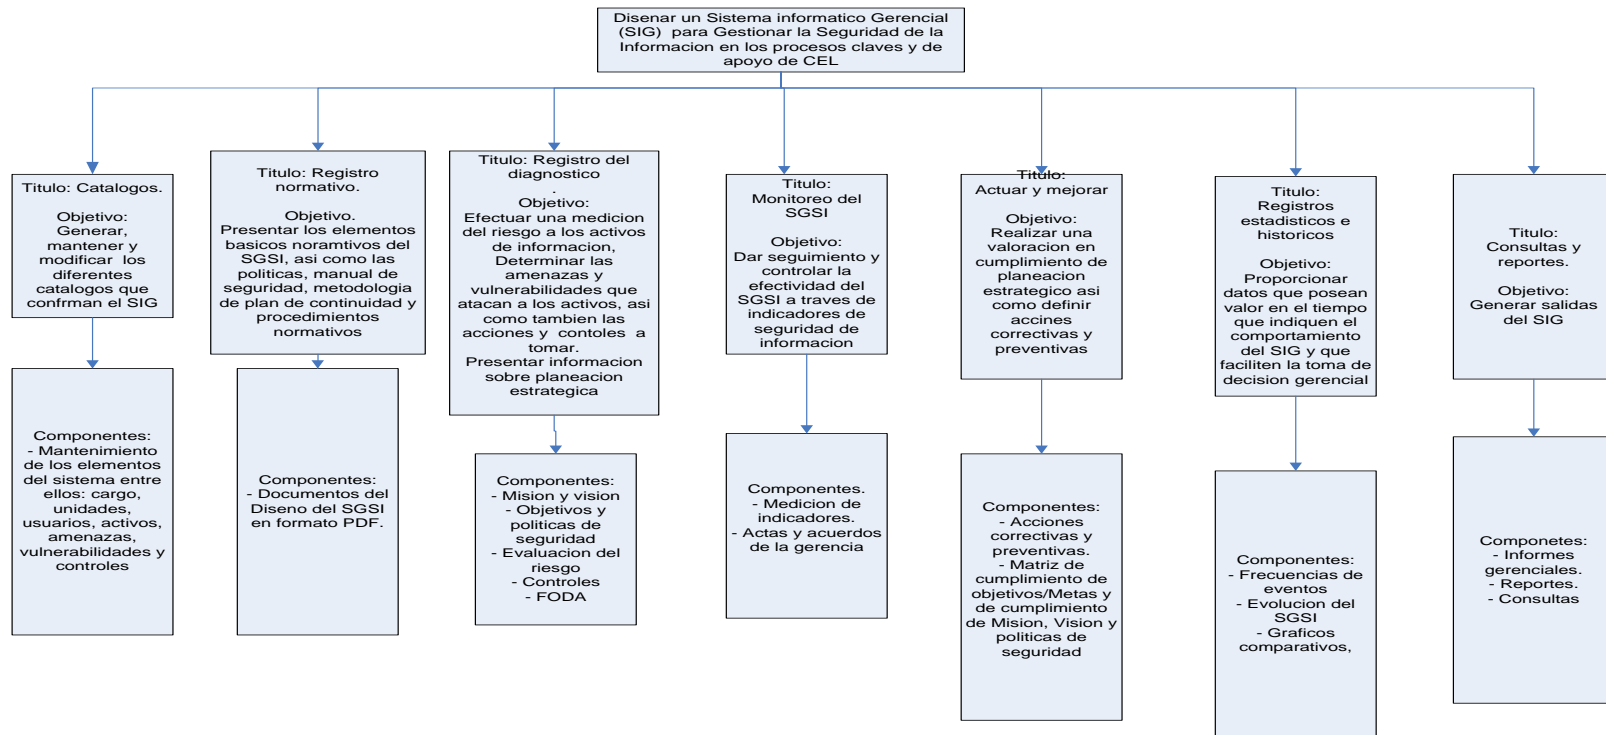 Disenar un Sistema informatico Gerencial
(SIG)  para Gestionar la Seguridad de la
Informacion en los procesos claves y de
apoyo de CEL
Titulo: Catalogos.
Objetivo:
Generar,
mantener y
modificar  los
diferentes
catalogos que
confrman el SIG
Componentes:
- Mantenimiento
de los elementos
del sistema entre
ellos: cargo,
unidades,
usuarios, activos,
amenazas,
vulnerabilidades y
controles
Titulo: Registro
normativo.
Objetivo.
Presentar los elementos
basicos noramtivos del
SGSI, asi como las
politicas, manual de
seguridad, metodologia
de plan de continuidad y
procedimientos
normativos
Componentes:
- Documentos del
Diseno del SGSI
en formato PDF.
Titulo: Registro del
diagnostico
.
Objetivo:
Efectuar una medicion
del riesgo a los activos
de informacion,
Determinar las
amenazas y
vulnerabilidades que
atacan a los activos, asi
como tambien las
acciones y  contoles  a
tomar.
Presentar informacion
sobre planeacion
estrategica
Componentes:
- Mision y vision
- Objetivos y
politicas de
seguridad
- Evaluacion del
riesgo
- Controles
- FODA
Titulo:
Monitoreo del
SGSI
Objetivo:
Dar seguimiento y
controlar la
efectividad del
SGSI a traves de
indicadores de
seguridad de
informacion
Componentes.
- Medicion de
indicadores.
- Actas y acuerdos
de la gerencia
Titulo:
Actuar y mejorar
Objetivo:
Realizar una
valoracion en
cumplimiento de
planeacion
estrategico asi
como definir
accines
correctivas y
preventivas
Componentes:
- Acciones
correctivas y
preventivas.
- Matriz de
cumplimiento de
objetivos/Metas y
de cumplimiento
de Mision, Vision y
politicas de
seguridad
Titulo:
Registros
estadisticos e
historicos
Objetivo:
Proporcionar
datos que posean
valor en el tiempo
que indiquen el
comportamiento
del SIG y que
faciliten la toma de
decision gerencial
Componentes:
- Frecuencias de
eventos
- Evolucion del
SGSI
- Graficos
comparativos,
Titulo:
Consultas y
reportes.
Objetivo:
Generar salidas
del SIG
Componetes:
- Informes
gerenciales.
- Reportes.
- Consultas